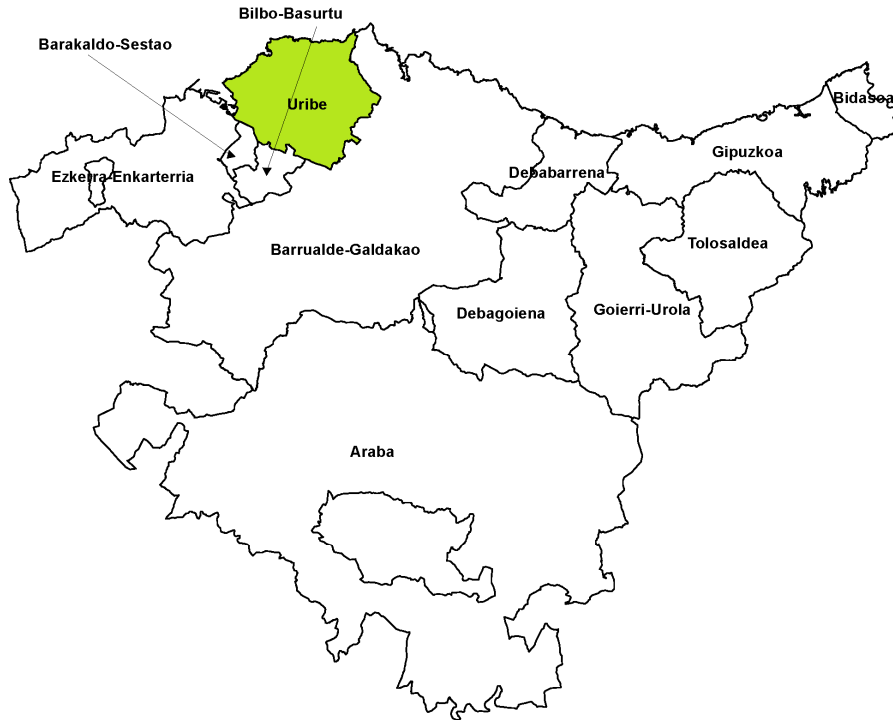 Bilbo-Basurtu
Barakaldo-Sestao
Uribe
Bidasoa
Gipuzkoa
Ezkerra-Enkarterria
Debabarrena
Tolosaldea
Barrualde-Galdakao
Debagoiena
Goierri-Urola
Araba